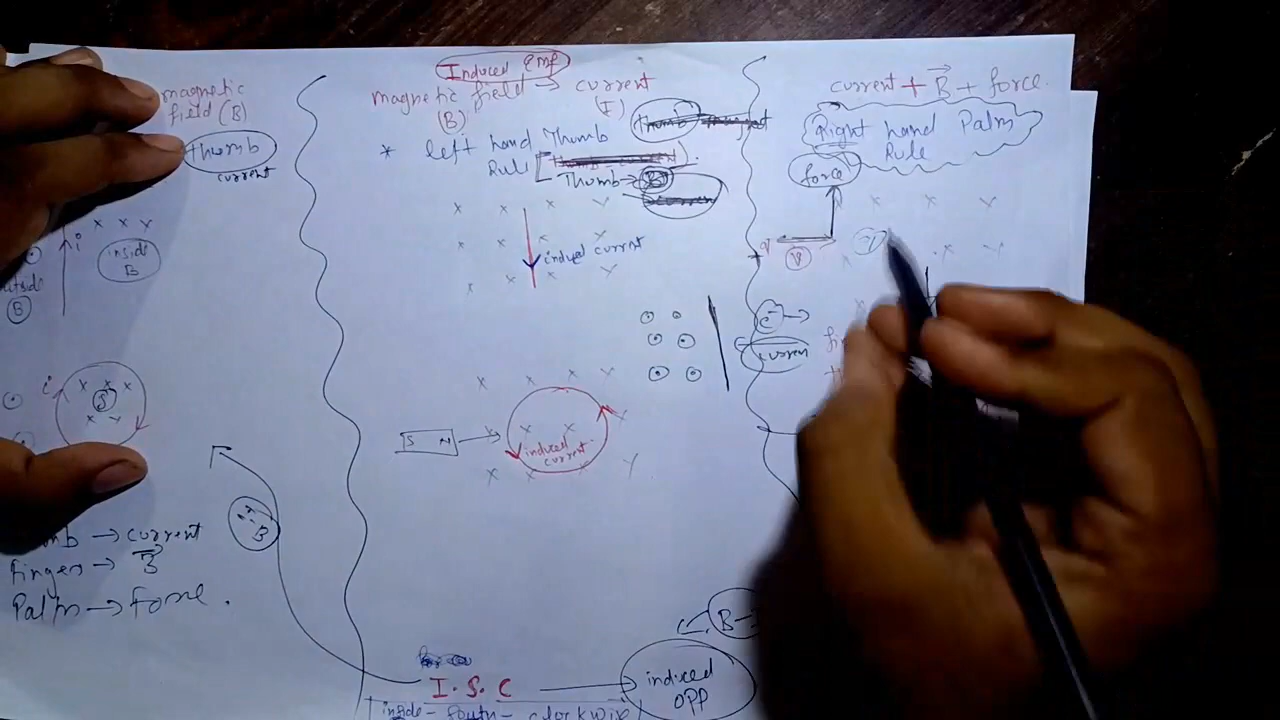 magnetic
field (B)
thumb
current
i
inside
B
outside
B
i
B
thumb → current
Fingers → B
Palm → Force.
Induced emf
magnetic field → current
(B) (I)
* left hand Thumb
Rule
Thumb → B
induced current
S N
induced
current
I.S.C
induced
OPP
inside - South - clockwise
B
current + B + force.
Right hand Palm
Rule
force
q
v
e⁻ →
curren